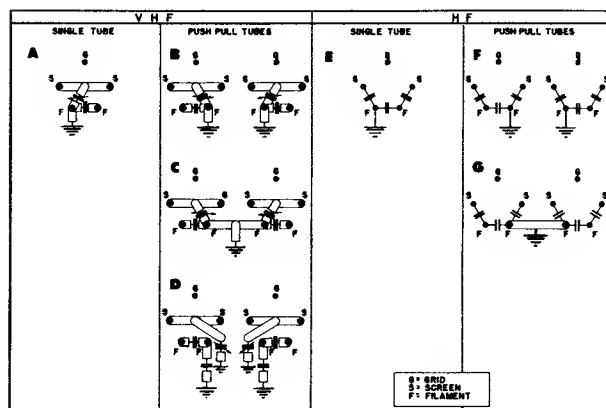 V H F
H F
SINGLE TUBE
PUSH PULL TUBES
SINGLE TUBE
PUSH PULL TUBES
A
G
S S
F F
B
G G
S S S S
F F F F
C
G G
S S S S
F F F F
D
G G
S S S S
F F F F
E
G
S S
F F
F
G G
S S S S
F F F F
G
G G
S S S S
F F F F
G = GRID
S = SCREEN
F = FILAMENT